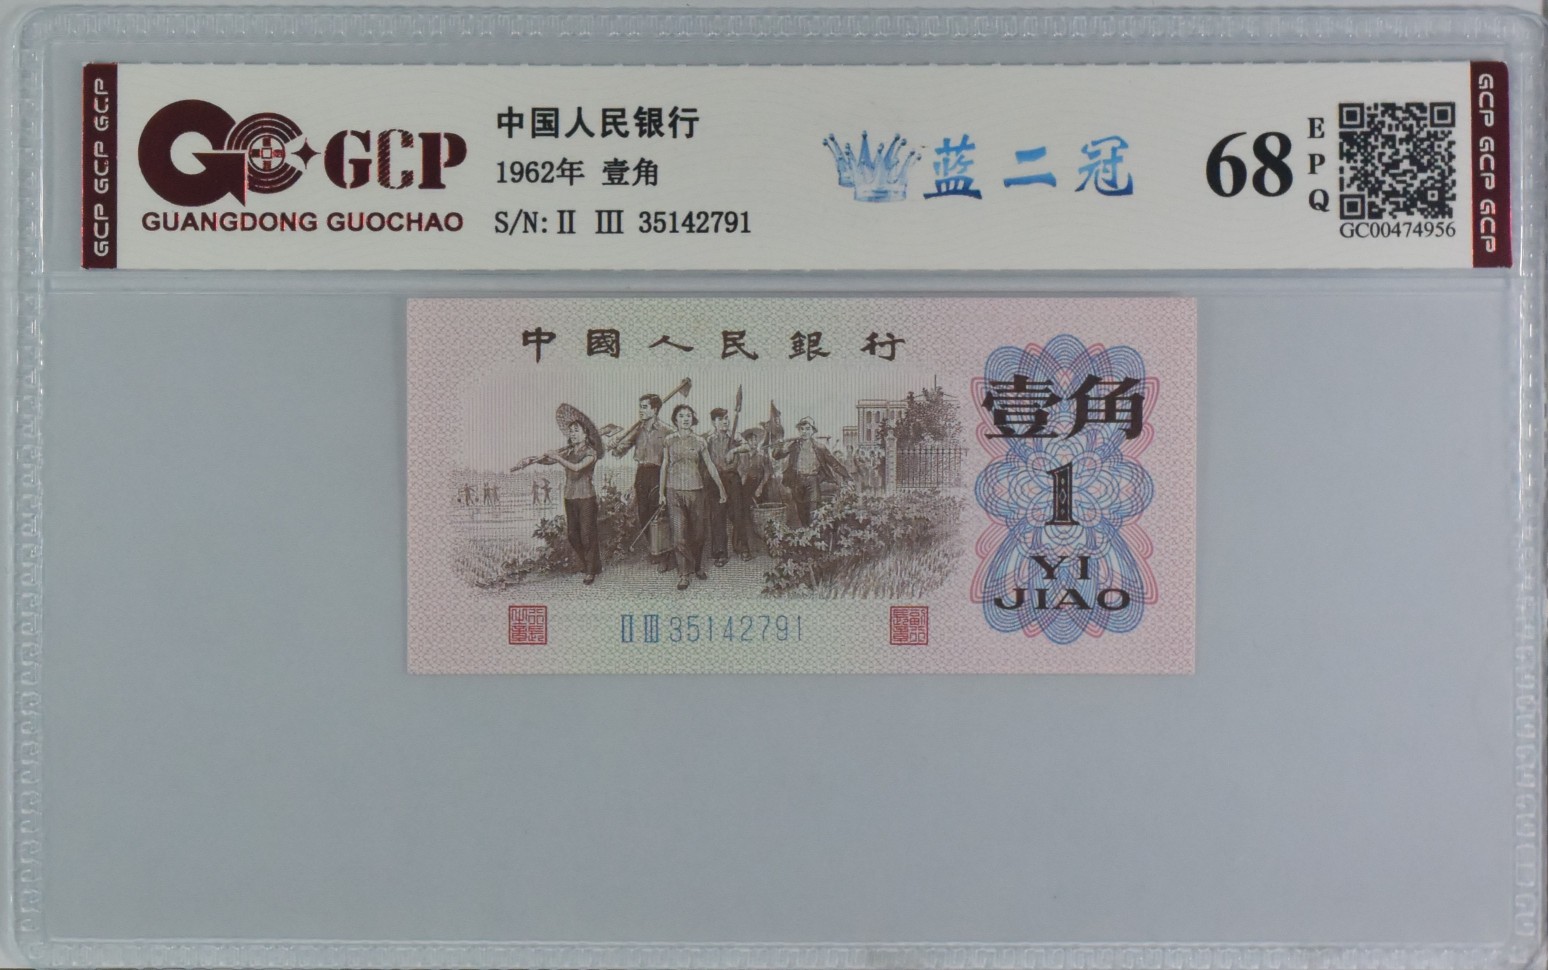 GCP GCP GCP
GCP
GUANGDONG GUOCHAO
中国人民银行
1962年 壹角
S/N: II III 35142791
蓝二冠
68
EPQ
GC00474956
GCP GCP GCP
中國人民銀行
壹角
1
YI
JIAO
II III 35142791